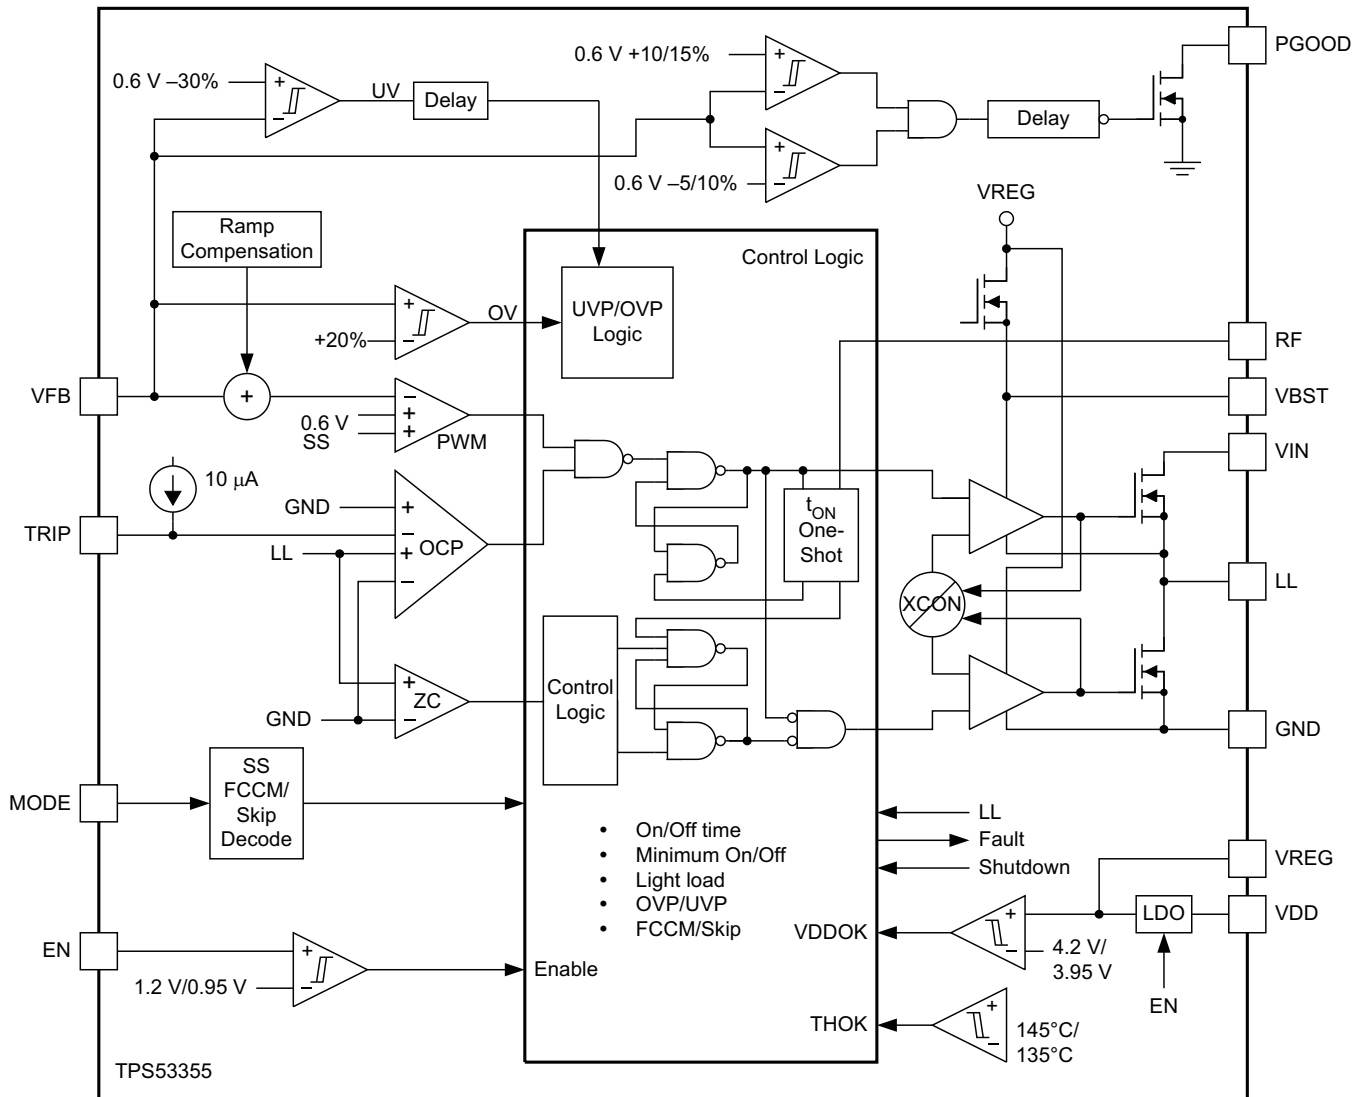 PGOOD
0.6 V +10/15%
0.6 V –30%
+
−
UV
Delay
+
−
Delay
+
−
0.6 V –5/10%
VREG
Ramp
Compensation
Control Logic
UVP/OVP
Logic
+
−
OV
+20%
RF
VFB
+
−
+
+
0.6 V
SS
PWM
VBST
VIN
10 μA
GND
+
−
+
−
OCP
TRIP
LL
tON
One-
Shot
XCON
LL
Control
Logic
+
−
ZC
GND
GND
MODE
SS
FCCM/
Skip
Decode
• On/Off time
• Minimum On/Off
• Light load
• OVP/UVP
• FCCM/Skip
LL
Fault
Shutdown
VREG
LDO
VDD
EN
VDDOK
+
−
4.2 V/
3.95 V
EN
+
−
1.2 V/0.95 V
Enable
THOK
+
−
145°C/
135°C
TPS53355